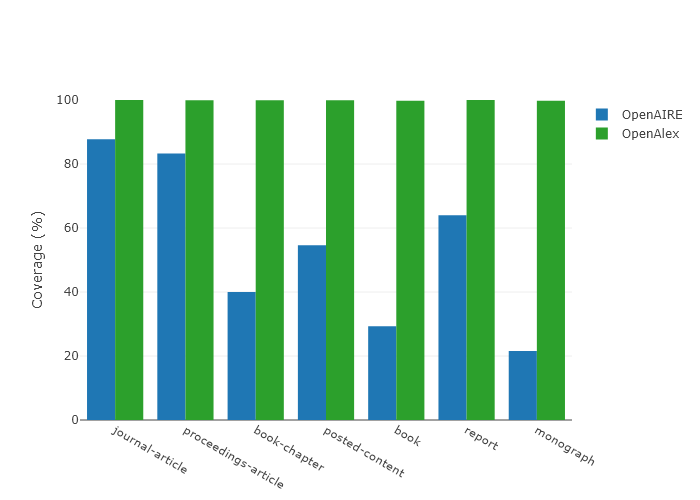 100
80
60
40
20
0
Coverage (%)
journal-article
proceedings-article
book-chapter
posted-content
book
report
monograph
OpenAIRE
OpenAlex